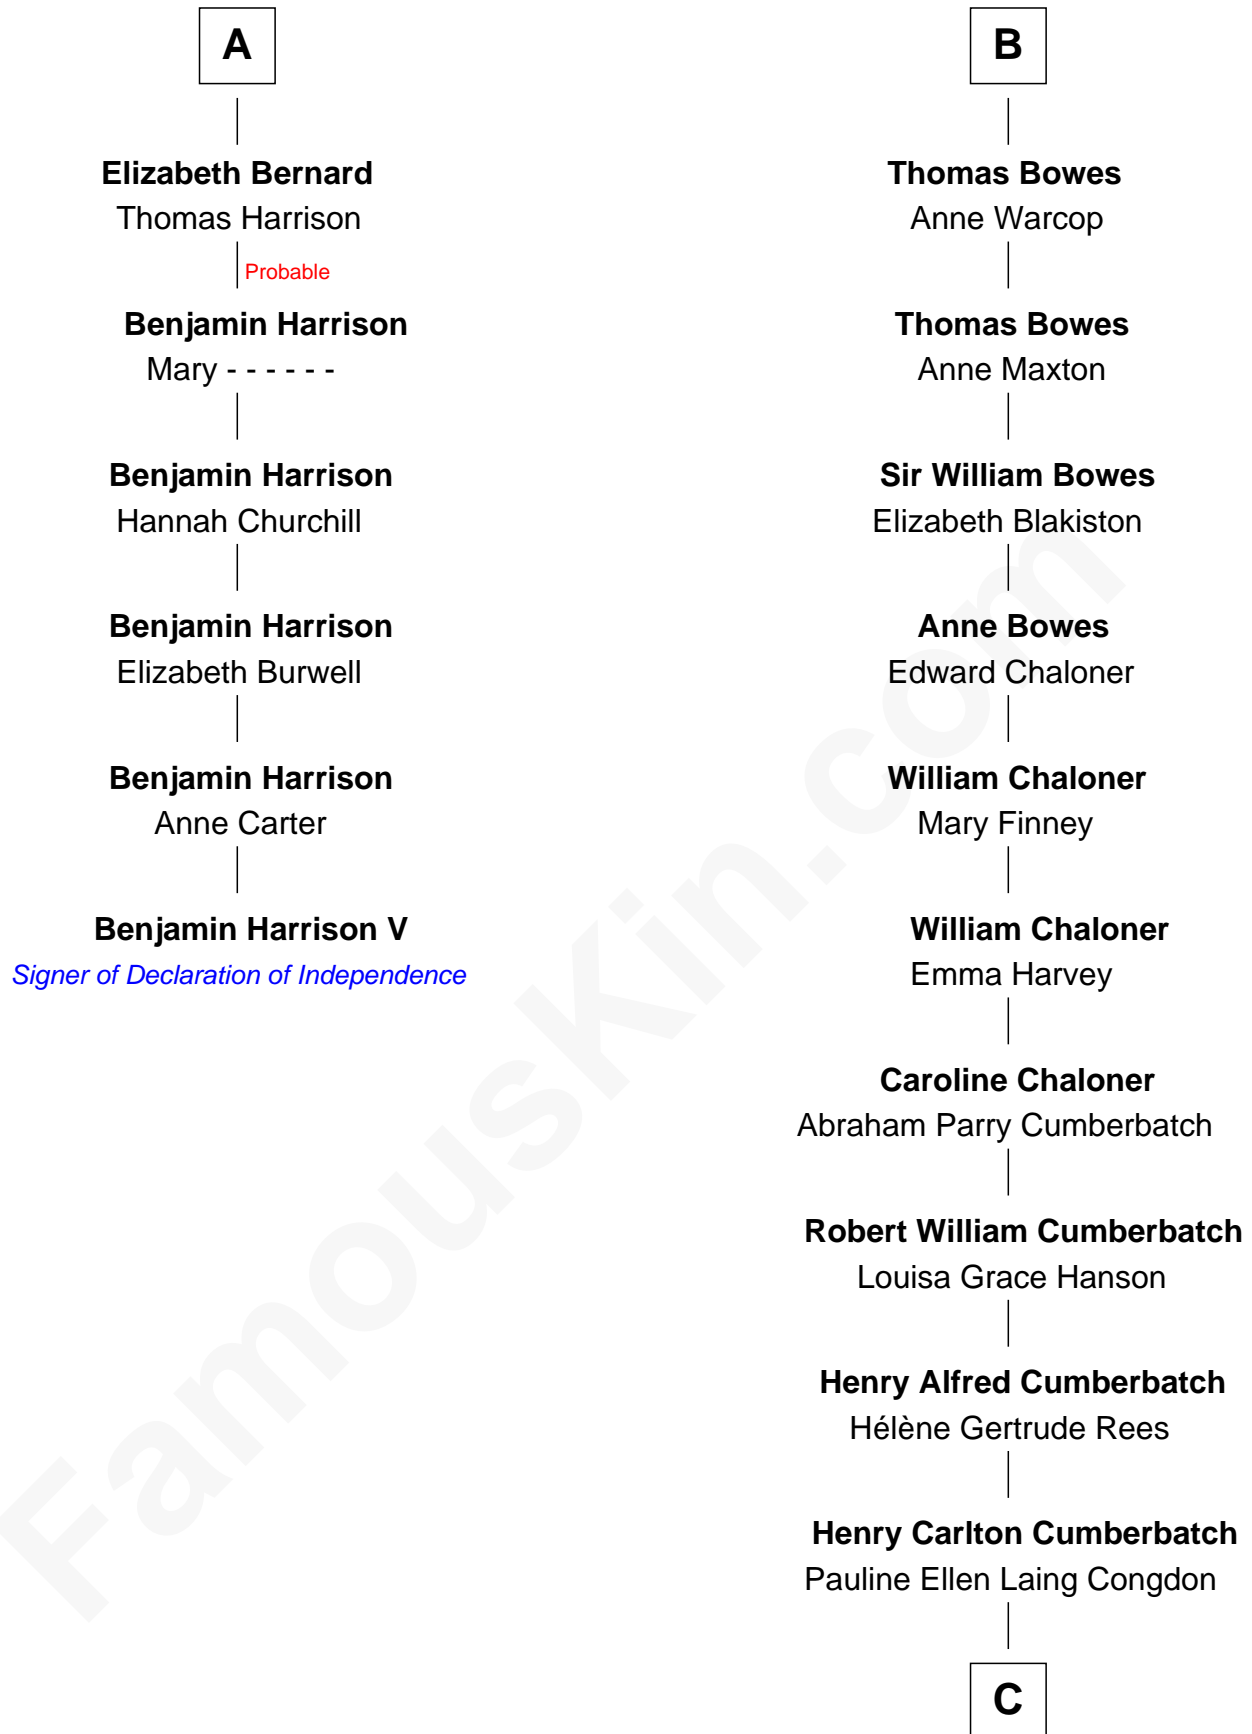 A
Elizabeth Bernard
Thomas Harrison
Probable
Benjamin Harrison
Mary - - - - - -
Benjamin Harrison
Hannah Churchill
Benjamin Harrison
Elizabeth Burwell
Benjamin Harrison
Anne Carter
Benjamin Harrison V
Signer of Declaration of Independence
B
Thomas Bowes
Anne Warcop
Thomas Bowes
Anne Maxton
Sir William Bowes
Elizabeth Blakiston
Anne Bowes
Edward Chaloner
William Chaloner
Mary Finney
William Chaloner
Emma Harvey
Caroline Chaloner
Abraham Parry Cumberbatch
Robert William Cumberbatch
Louisa Grace Hanson
Henry Alfred Cumberbatch
Hélène Gertrude Rees
Henry Carlton Cumberbatch
Pauline Ellen Laing Congdon
C
FamousKin.com